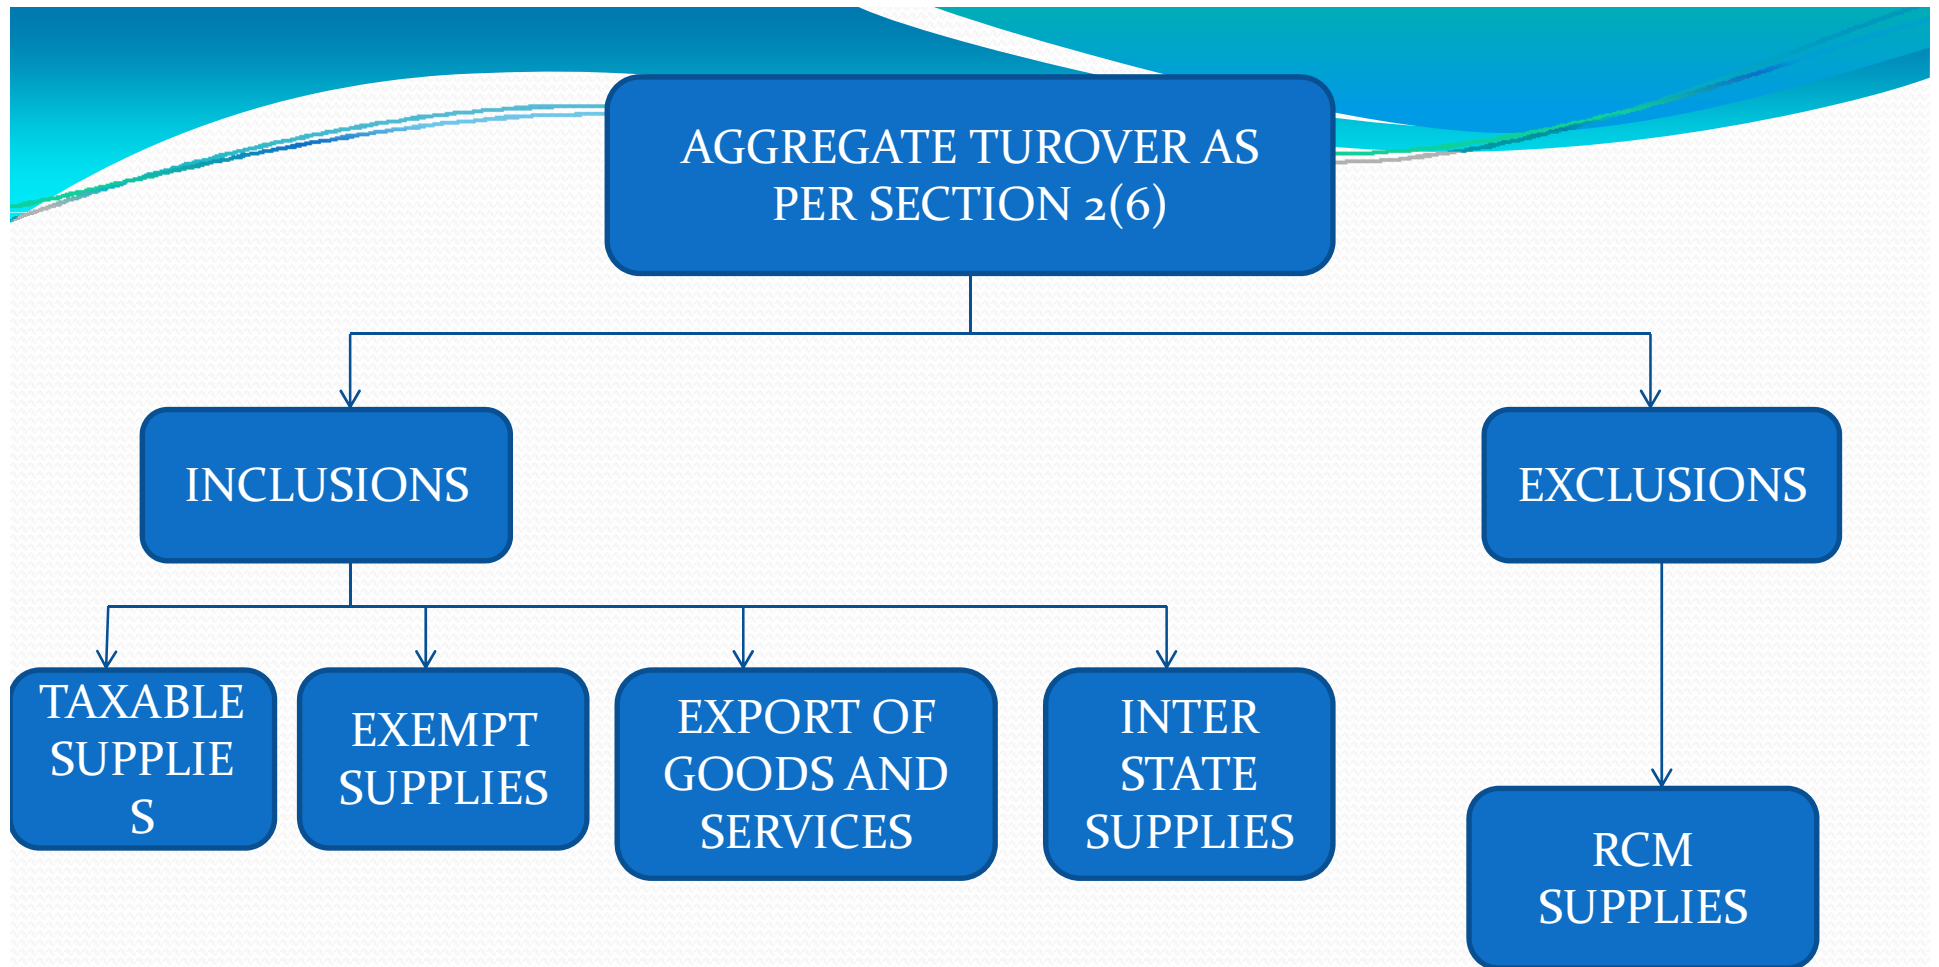 AGGREGATE TUROVER AS
PER SECTION 2(6)
INCLUSIONS
EXCLUSIONS
TAXABLE
SUPPLIE
S
EXEMPT
SUPPLIES
EXPORT OF
GOODS AND
SERVICES
INTER
STATE
SUPPLIES
RCM
SUPPLIES